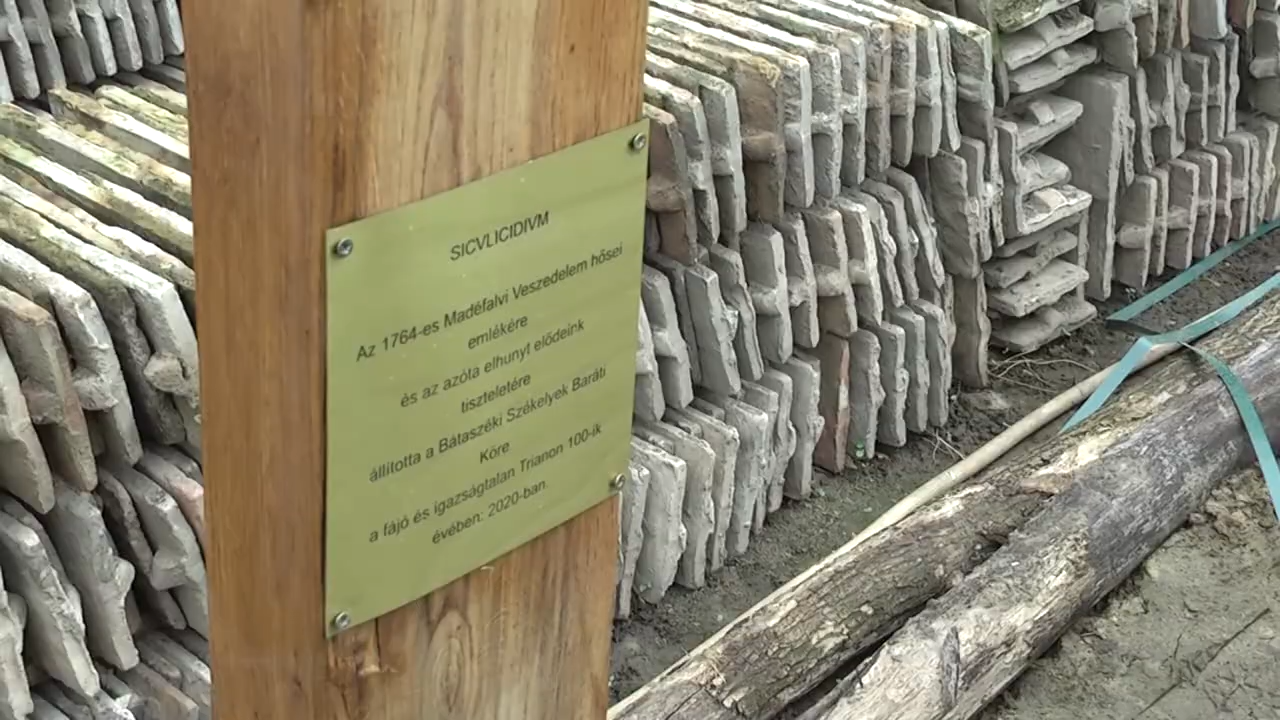 SICVLICIDIVM
Az 1764-es Madéfalvi Veszedelem hősei
emlékére
és az azóta elhunyt elődeink
tiszteletére
állította a Bátaszéki Székelyek Baráti
Köre
a fájó és igazságtalan Trianon 100-ik
évében: 2020-ban.